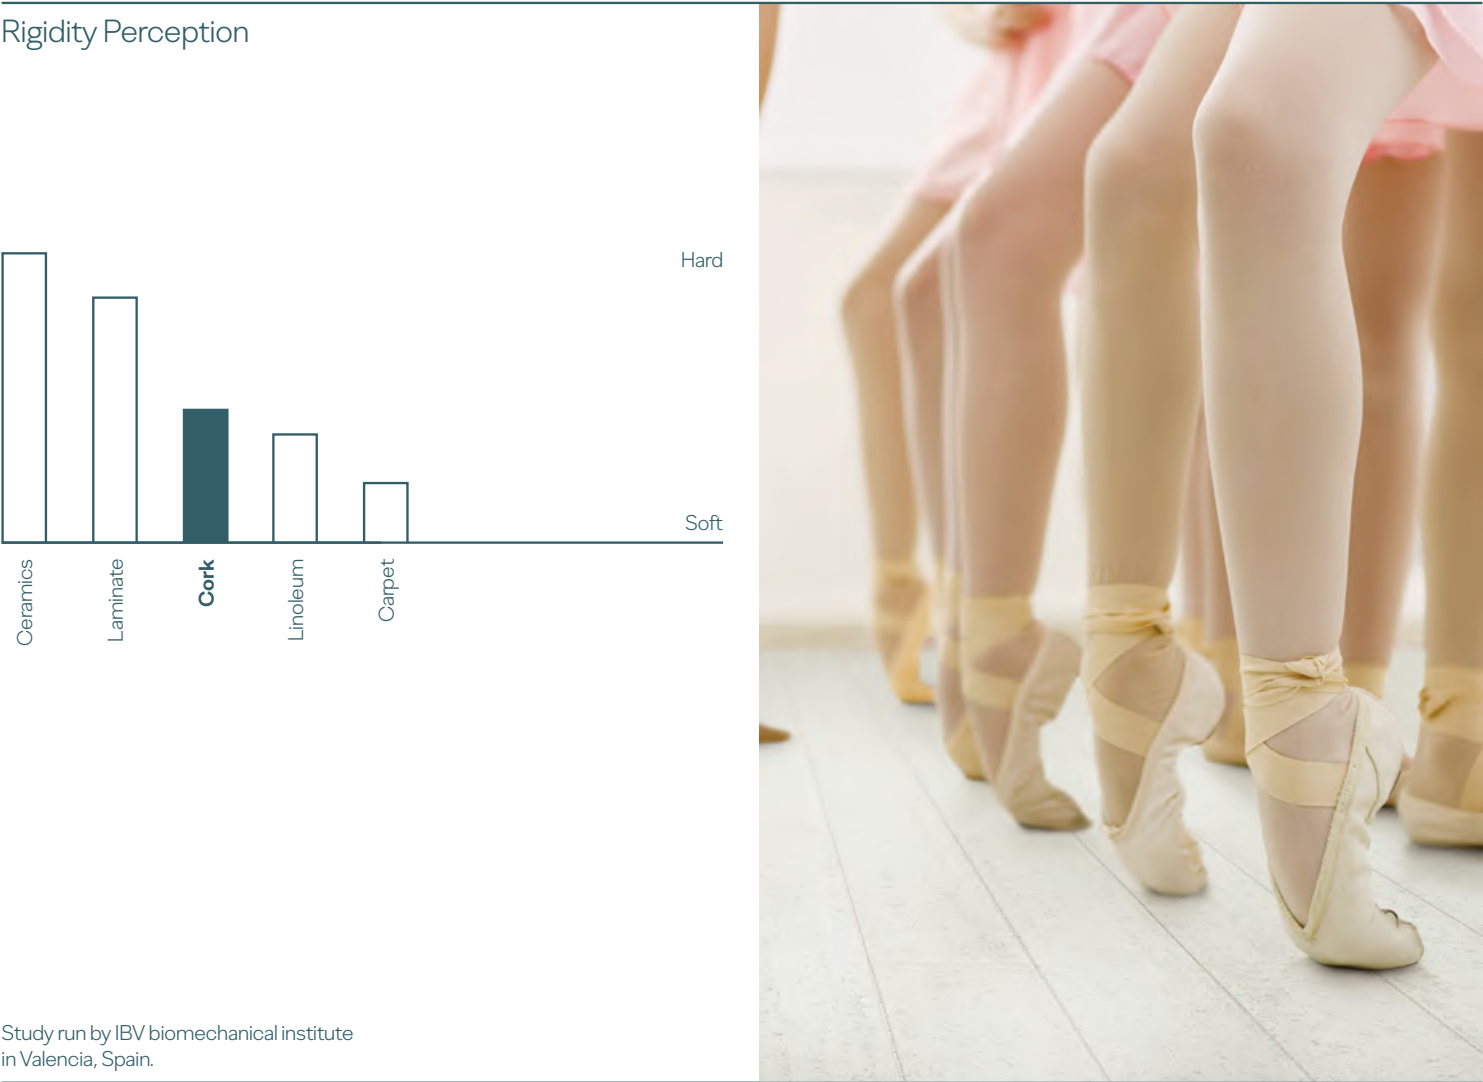 Rigidity Perception
Hard
Soft
Ceramics
Laminate
Cork
Linoleum
Carpet
Study run by IBV biomechanical institute
in Valencia, Spain.